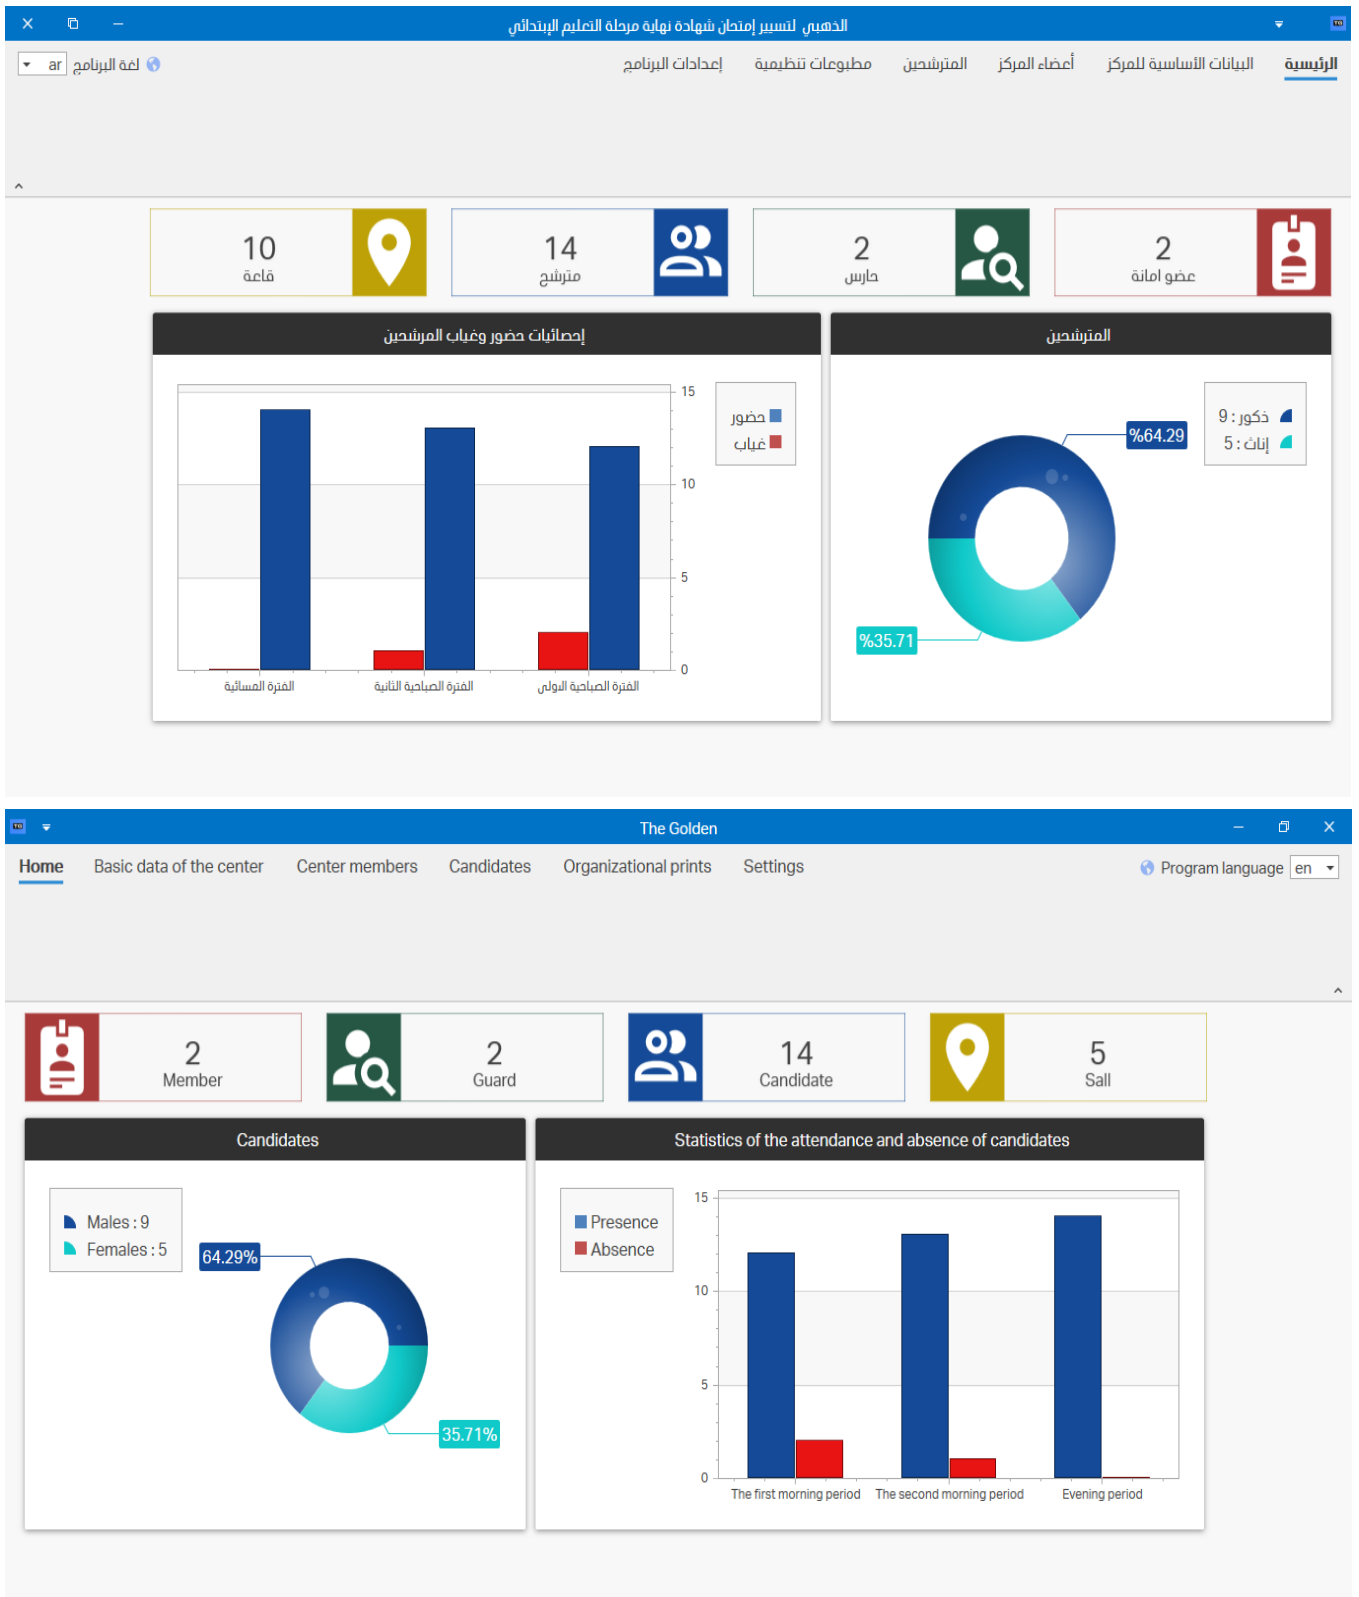 الذهبي لتسيير إمتحان شهادة نهاية مرحلة التعليم الإبتدائي
الرئيسية البيانات الأساسية للمركز أعضاء المركز المترشحين مطبوعات تنظيمية إعدادات البرنامج لغة البرنامج ar
2
عضو امانة
2
حارس
14
مترشح
10
قاعة
المترشحين
ذكور : 9
إناث : 5
%64.29
%35.71
إحصائيات حضور وغياب المرشحين
حضور
غياب
15
10
5
0
الفترة الصباحية الاولى الفترة الصباحية الثانية الفترة المسائية
The Golden
Home Basic data of the center Center members Candidates Organizational prints Settings Program language en
2
Member
2
Guard
14
Candidate
5
Sall
Candidates
Males : 9
Females : 5
64.29%
35.71%
Statistics of the attendance and absence of candidates
Presence
Absence
15
10
5
0
The first morning period The second morning period Evening period